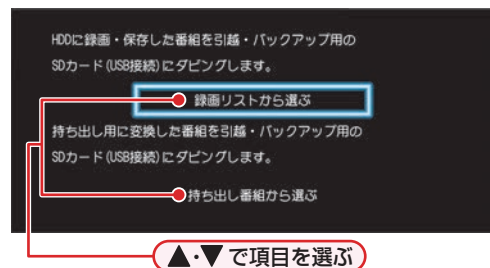 HDDに録画・保存した番組を引越・バックアップ用の
SDカード(USB接続)にダビングします。
録画リストから選ぶ
持ち出し用に変換した番組を引越・バックアップ用の
SDカード(USB接続)にダビングします。
持ち出し番組から選ぶ
▲・▼で項目を選ぶ